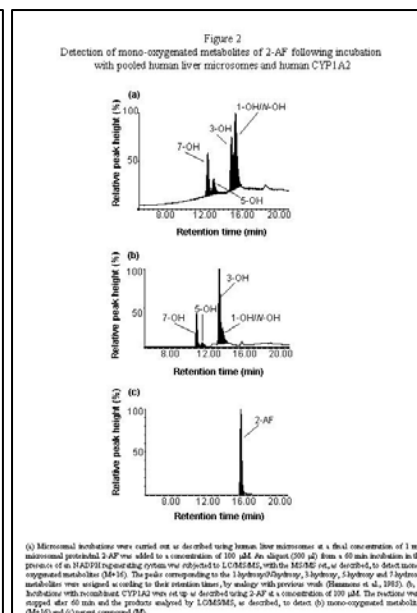 Figure 2
Detection of mono-oxygenated metabolites of 2-AF following incubation
with pooled human liver microsomes and human CYP1A2
(a)
Relative peak height (%)
100
50
7-OH
3-OH
1-OH/N-OH
5-OH
8.00 12.00 16.00 20.00
Retention time (min)
(b)
Relative peak height (%)
100
50
7-OH
5-OH
3-OH
1-OH/N-OH
8.00 12.00 16.00 20.00
Retention time (min)
(c)
Relative peak height (%)
100
50
2-AF
8.00 12.00 16.00 20.00
Retention time (min)
(a) Microsomal incubations were carried out as described using human liver microsomes at a final concentration of 1 m
microsomal protein/ml. 2-AF was added to a concentration of 100 µM. An aliquot (500 µl) from a 60 min incubation in th
presence of an NADPH regenerating system was subjected to LC/MS/MS, with the MS/MS set, as described, to detect mono
oxygenated metabolites (M+16). The peaks corresponding to the 1-hydroxy/N-hydroxy, 3-hydroxy, 5-hydroxy and 7-hydrox
metabolites were assigned according to their retention times, by analogy with previous work (Hammons et al., 1985). (b,
Incubations with recombinant CYP1A2 were set up as described using 2-AF at a concentration of 100 µM. The reactions we
stopped after 60 min and the products analysed by LC/MS/MS, as described, to detect (b) mono-oxygenated metabol
(M+16) and (c) parent compound (M)